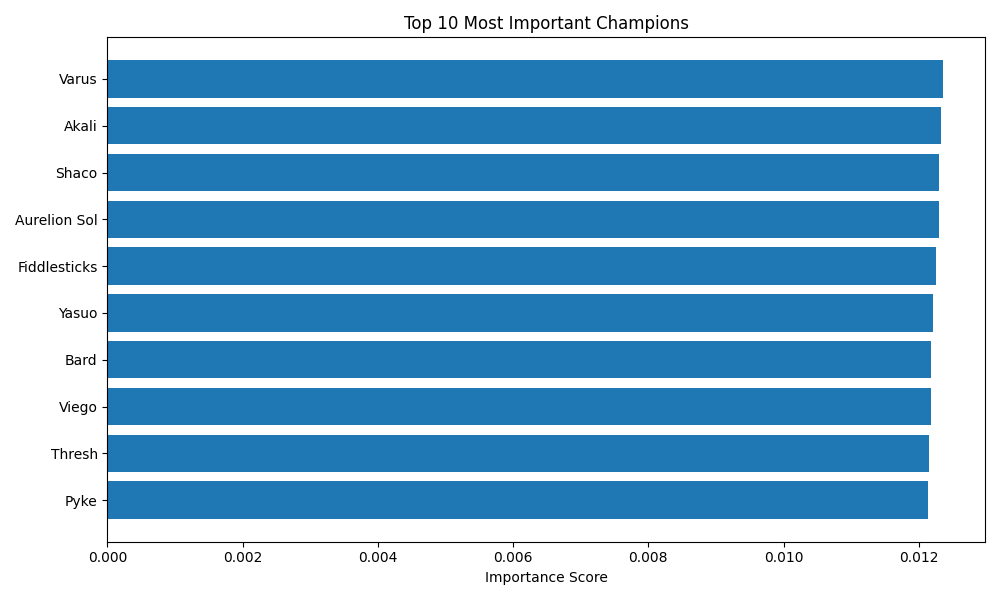 Top 10 Most Important Champions
Varus
Akali
Shaco
Aurelion Sol
Fiddlesticks
Yasuo
Bard
Viego
Thresh
Pyke
0.000 0.002 0.004 0.006 0.008 0.010 0.012
Importance Score